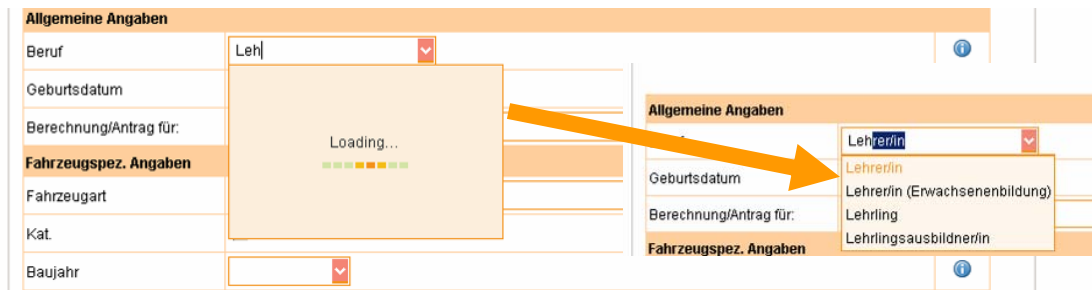 Allgemeine Angaben
Beruf
Leh
Geburtsdatum
Berechnung/Antrag für:
Loading...
Fahrzeugspez. Angaben
Fahrzeugart
Kat.
Baujahr
Allgemeine Angaben
Lehrer/in
Lehrer/in
Geburtsdatum
Lehrer/in (Erwachsenenbildung)
Berechnung/Antrag für:
Lehrling
Lehrlingsausbildner/in
Fahrzeugspez. Angaben